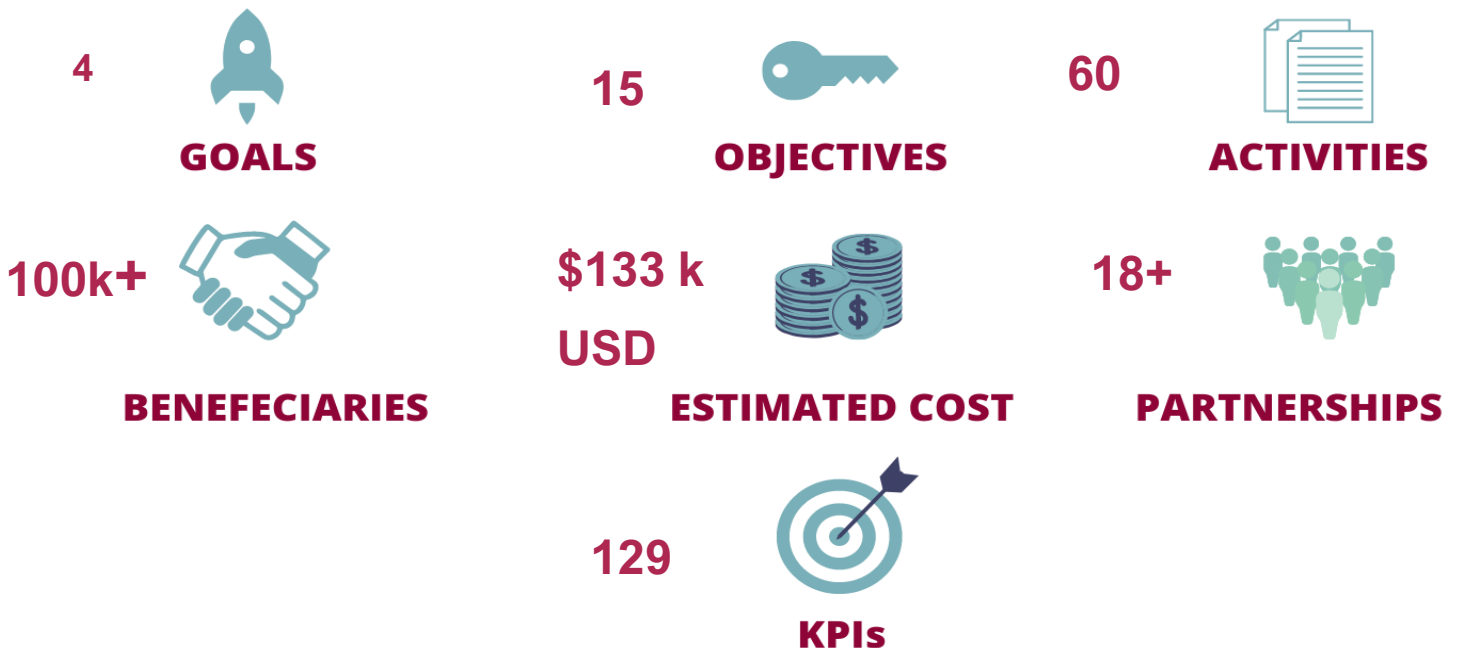 4
GOALS
15
OBJECTIVES
60
ACTIVITIES
100k+
BENEFECIARIES
$133 k
USD
ESTIMATED COST
18+
PARTNERSHIPS
129
KPIs